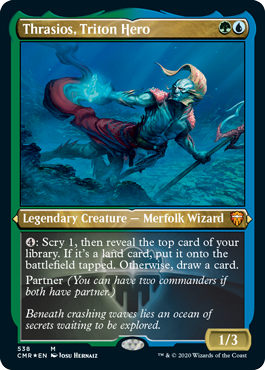 Thrasios, Triton Hero
Legendary Creature — Merfolk Wizard
4: Scry 1, then reveal the top card of your
library. If it's a land card, put it onto the
battlefield tapped. Otherwise, draw a card.
Partner (You can have two commanders if
both have partner.)
Beneath crashing waves lies an ocean of
secrets waiting to be explored.
1/3
538 M
CMR ★ EN Josu Hernaiz
™ & © 2020 Wizards of the Coast